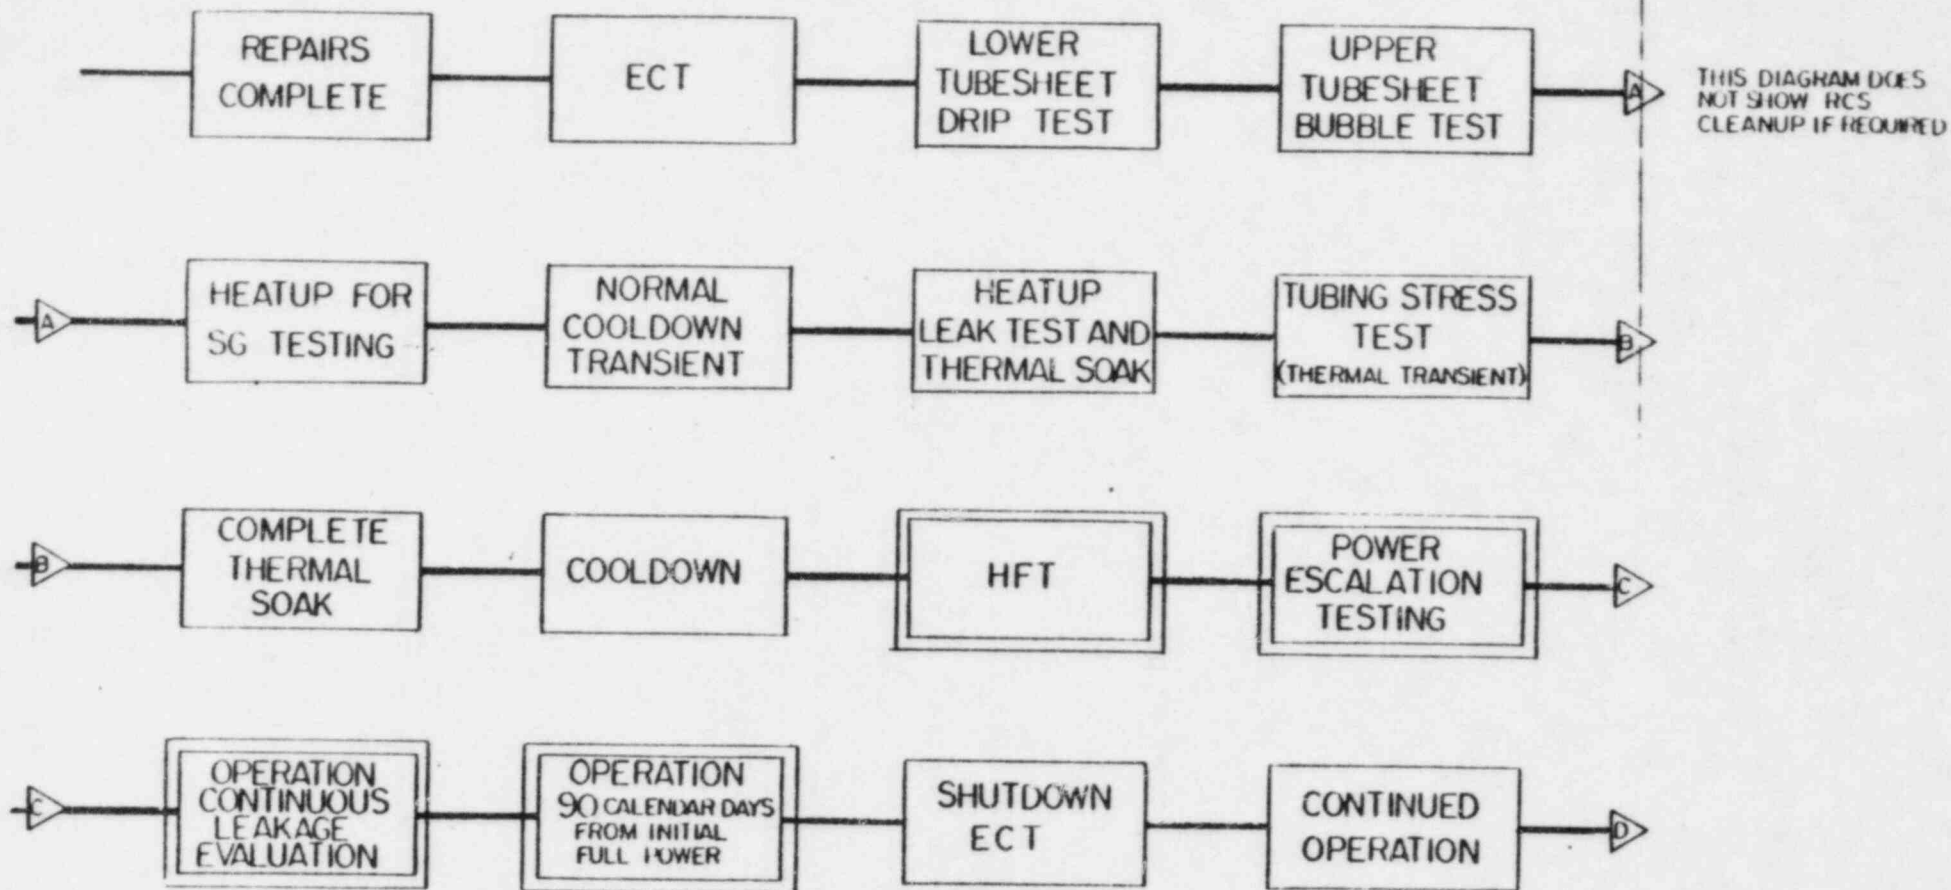 REPAIRS
COMPLETE
ECT
LOWER
TUBESHEET
DRIP TEST
UPPER
TUBESHEET
BUBBLE TEST
A
THIS DIAGRAM DOES
NOT SHOW RCS
CLEANUP IF REQUIRED
A
HEATUP FOR
SG TESTING
NORMAL
COOLDOWN
TRANSIENT
HEATUP
LEAK TEST AND
THERMAL SOAK
TUBING STRESS
TEST
(THERMAL TRANSIENT)
B
B
COMPLETE
THERMAL
SOAK
COOLDOWN
HFT
POWER
ESCALATION
TESTING
C
C
OPERATION
CONTINUOUS
LEAKAGE
EVALUATION
OPERATION
90 CALENDAR DAYS
FROM INITIAL
FULL POWER
SHUTDOWN
ECT
CONTINUED
OPERATION
D